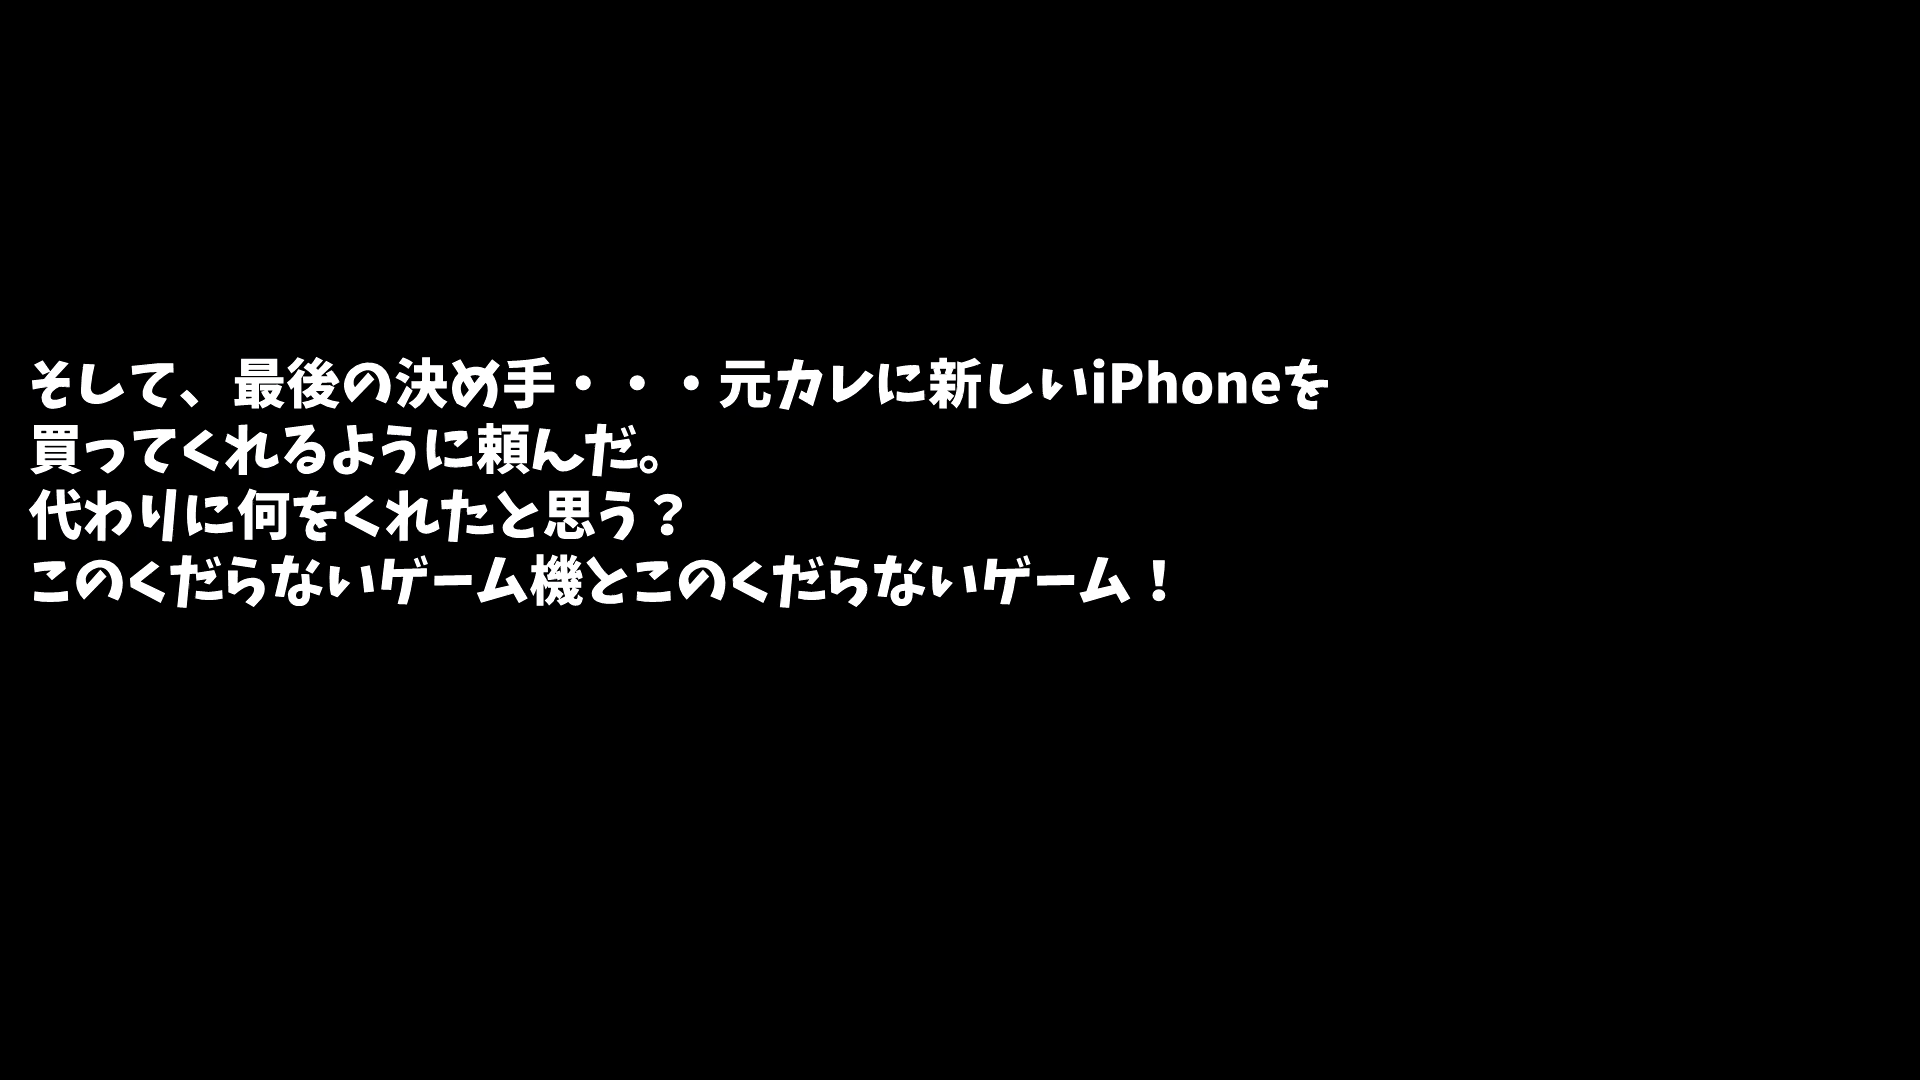 そして、最後の決め手・・・元カレに新しいiPhoneを
買ってくれるように頼んだ。
代わりに何をくれたと思う？
このくだらないゲーム機とこのくだらないゲーム！